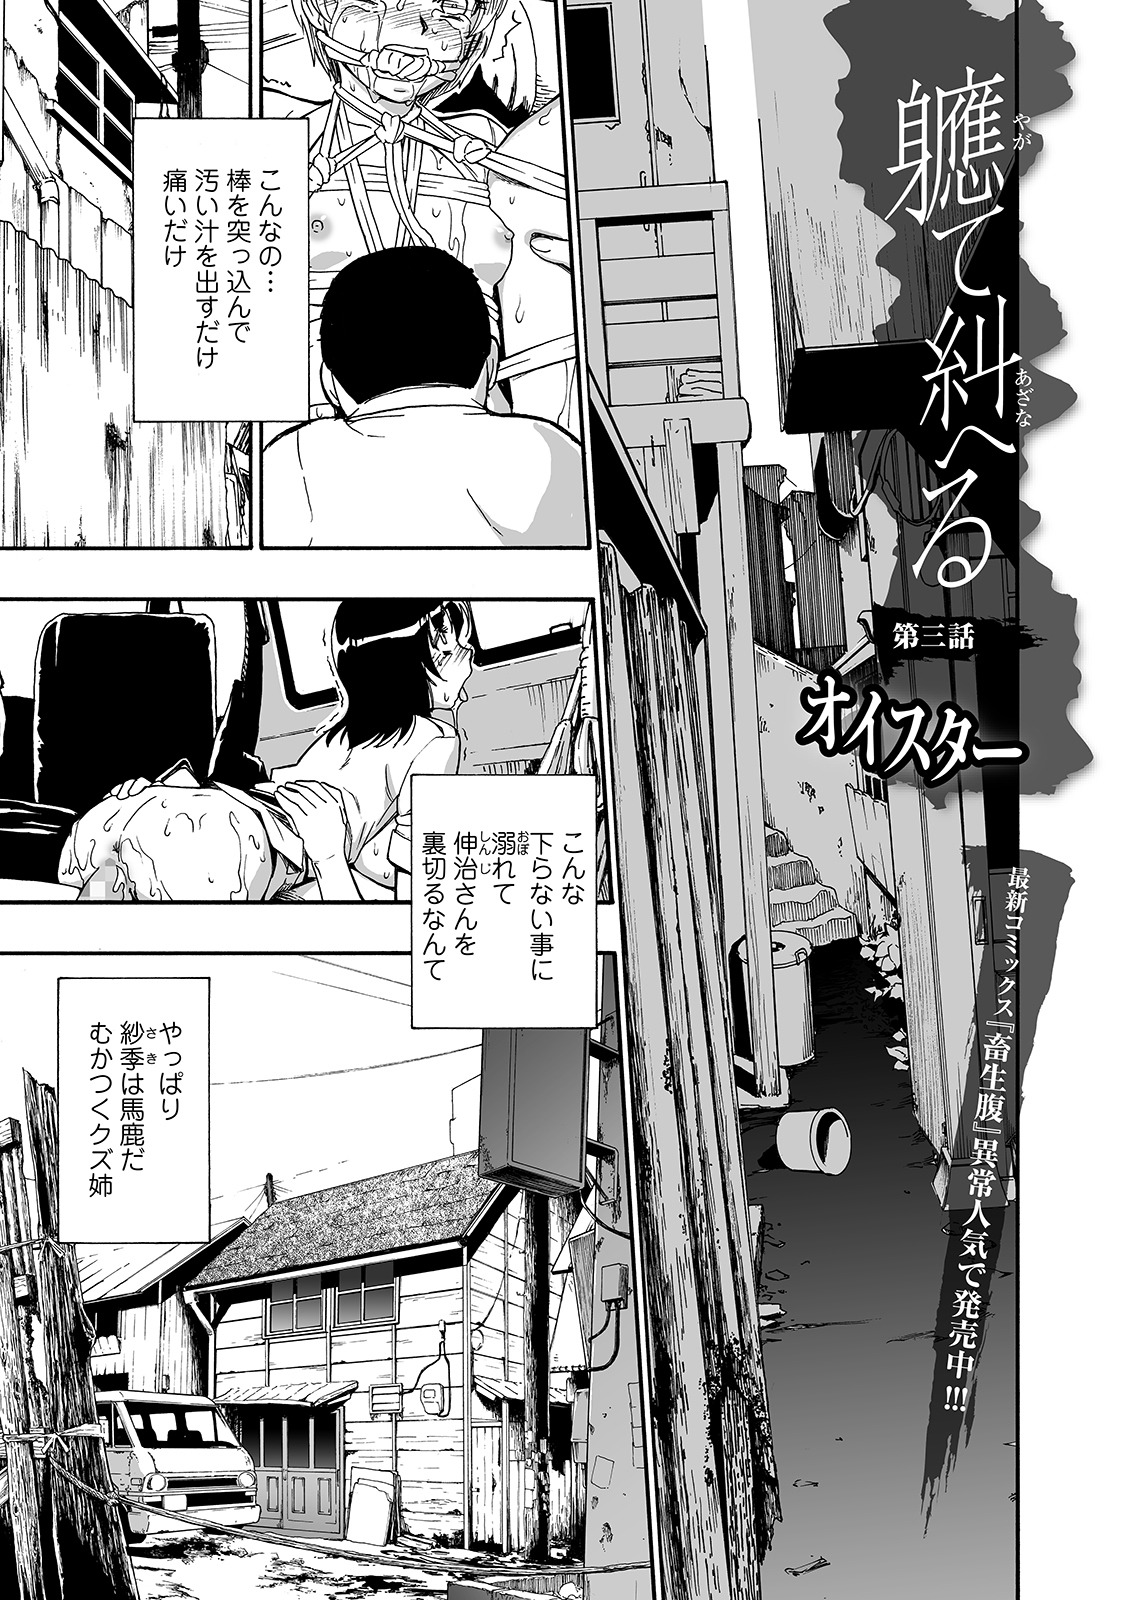 軈て糾へる
やが
あざな
第三話
オイスター
最新コミックス『畜生腹』異常人気で発売中!!!
こんなの…
棒を突っ込んで
汚い汁を出すだけ
痛いだけ
こんな
下らない事に
溺れて
おぼ
伸治さんを
しんじ
裏切るなんて
やっぱり
紗季は馬鹿だ
さき
むかつくクズ姉